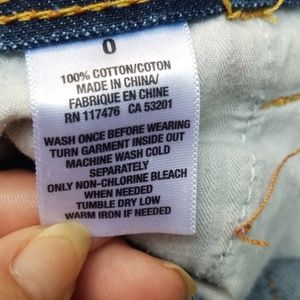 0
100% COTTON/COTON
MADE IN CHINA/
FABRIQUE EN CHINE
RN 117476 CA 53201
WASH ONCE BEFORE WEARING
TURN GARMENT INSIDE OUT
MACHINE WASH COLD
SEPARATELY
ONLY NON-CHLORINE BLEACH
WHEN NEEDED
TUMBLE DRY LOW
WARM IRON IF NEEDED